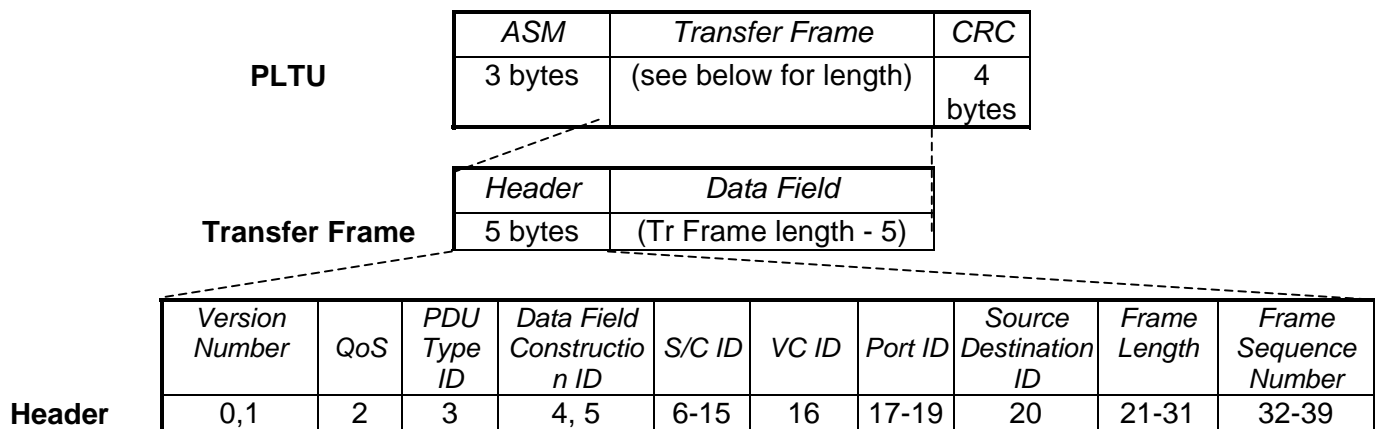 ASM Transfer Frame CRC
PLTU 3 bytes (see below for length) 4
bytes
Header Data Field
Transfer Frame 5 bytes (Tr Frame length - 5)
Version PDU Data Field Source Frame Frame
Number QoS Type Constructio S/C ID VC ID Port ID Destination Length Sequence
ID n ID ID Number
Header 0,1 2 3 4, 5 6-15 16 17-19 20 21-31 32-39